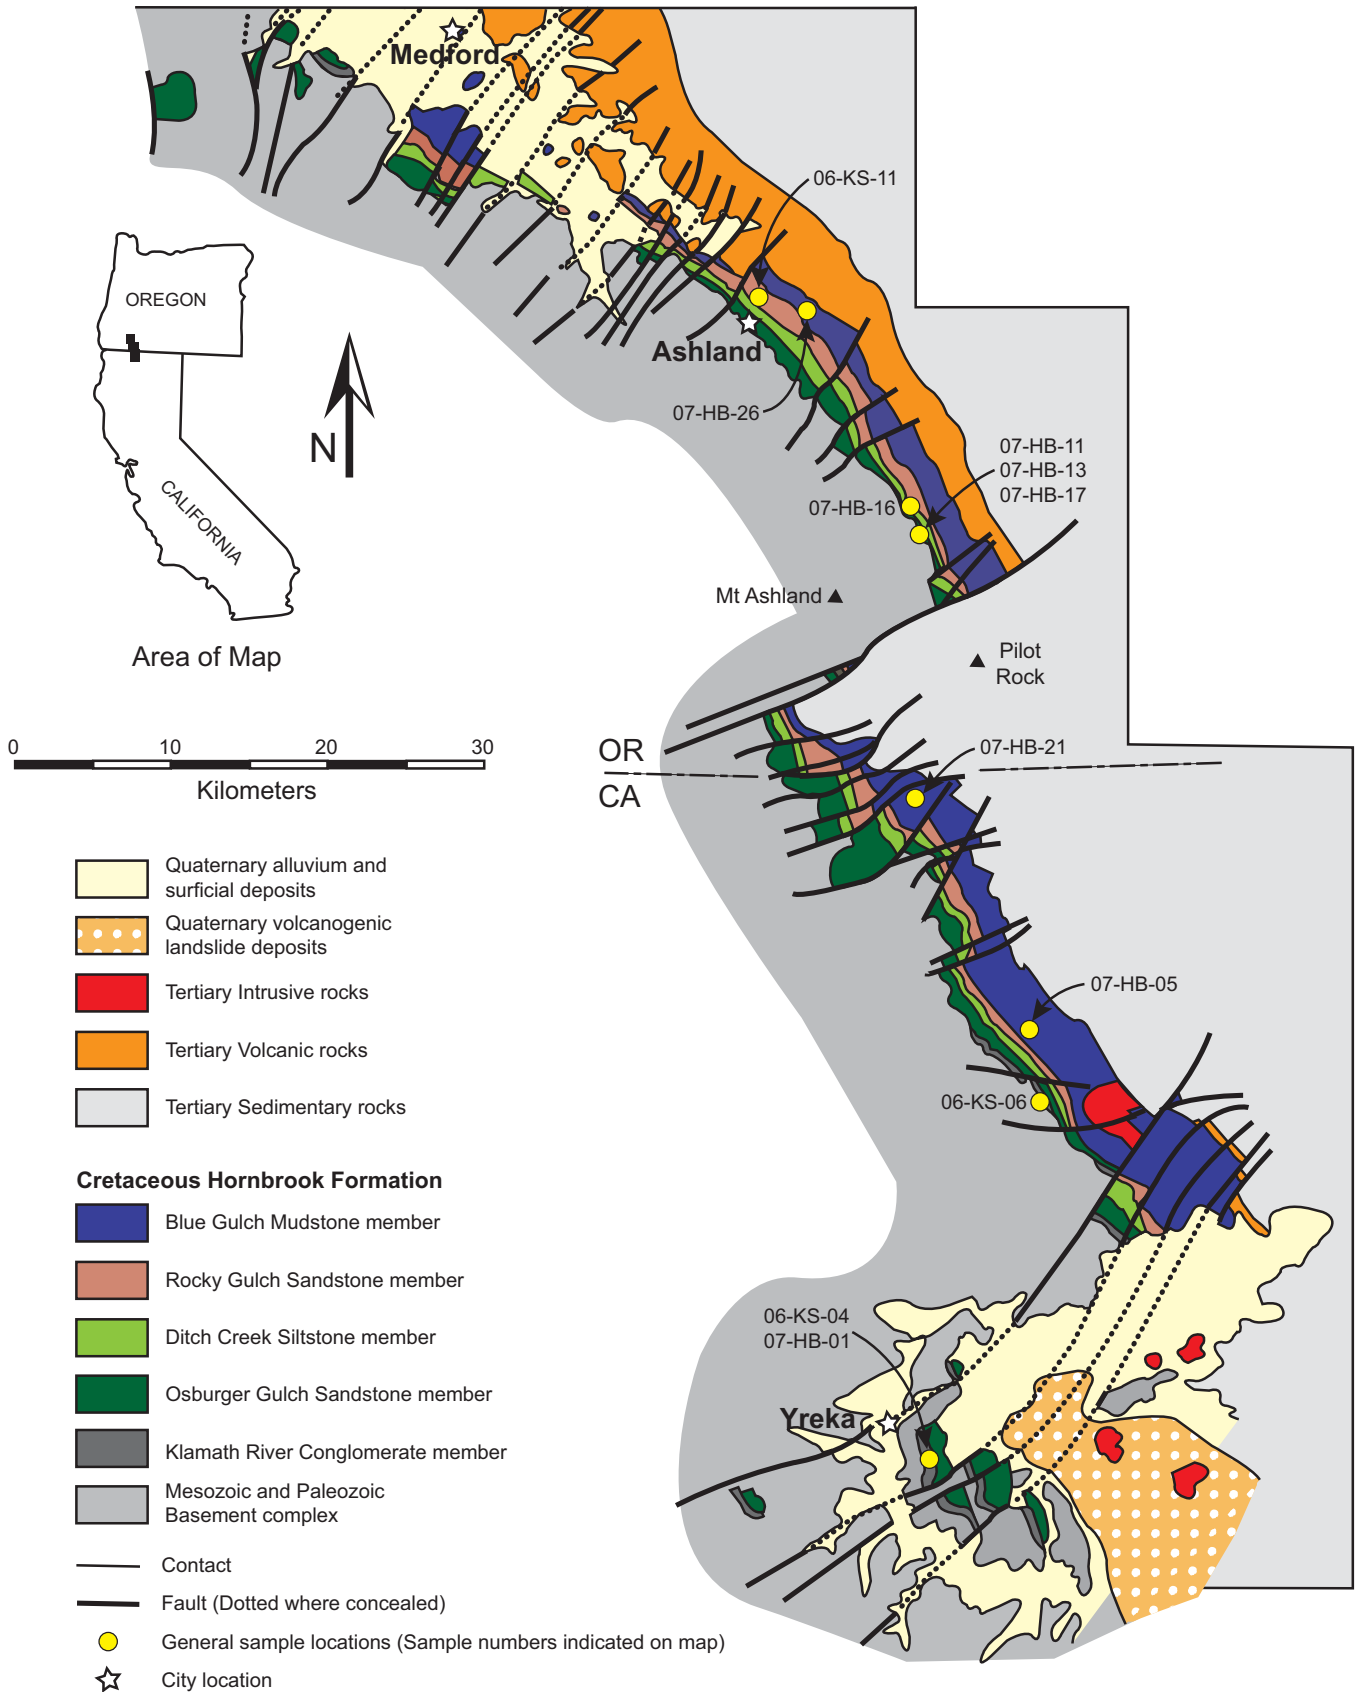 Medford
06-KS-11
OREGON
Ashland
N
07-HB-26
07-HB-11
07-HB-13
07-HB-17
CALIFORNIA
07-HB-16
Mt Ashland
Area of Map
Pilot
Rock
0 10 20 30
Kilometers
OR
CA
07-HB-21
Quaternary alluvium and
surficial deposits
Quaternary volcanogenic
landslide deposits
Tertiary Intrusive rocks
07-HB-05
Tertiary Volcanic rocks
Tertiary Sedimentary rocks
06-KS-06
Cretaceous Hornbrook Formation
Blue Gulch Mudstone member
Rocky Gulch Sandstone member
Ditch Creek Siltstone member
06-KS-04
07-HB-01
Osburger Gulch Sandstone member
Yreka
Klamath River Conglomerate member
Mesozoic and Paleozoic
Basement complex
Contact
Fault (Dotted where concealed)
General sample locations (Sample numbers indicated on map)
City location